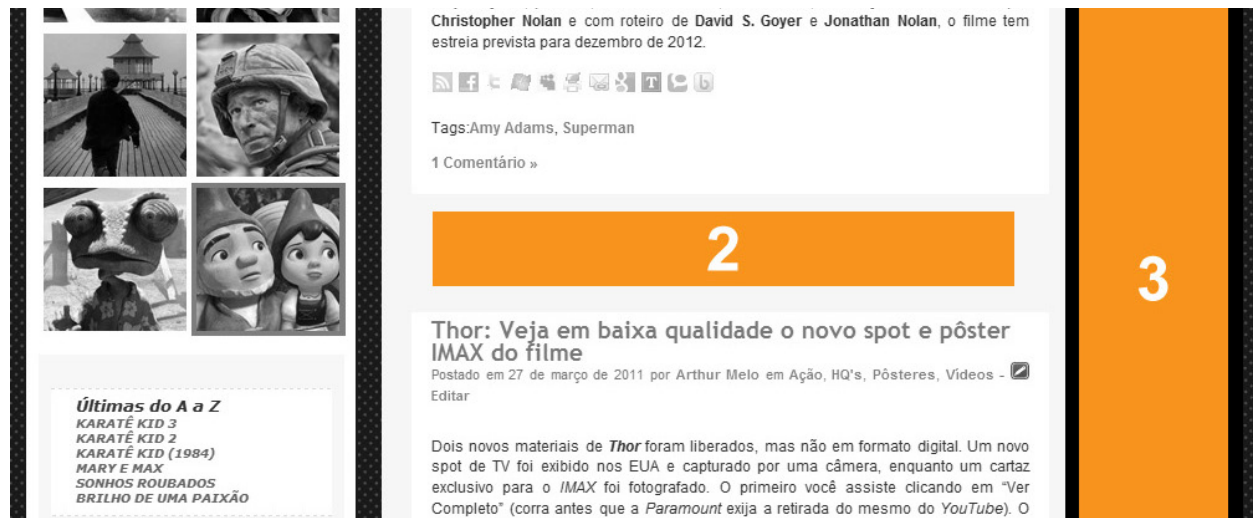 Christopher Nolan e com roteiro de David S. Goyer e Jonathan Nolan, o filme tem
estreia prevista para dezembro de 2012.
Tags:Amy Adams, Superman
1 Comentário »
2
3
Thor: Veja em baixa qualidade o novo spot e pôster
IMAX do filme
Postado em 27 de março de 2011 por Arthur Melo em Ação, HQ's, Pôsteres, Vídeos -
Editar
Dois novos materiais de Thor foram liberados, mas não em formato digital. Um novo
spot de TV foi exibido nos EUA e capturado por uma câmera, enquanto um cartaz
exclusivo para o IMAX foi fotografado. O primeiro você assiste clicando em “Ver
Completo” (corra antes que a Paramount exija a retirada do mesmo do YouTube). O
Últimas do A a Z
KARATÊ KID 3
KARATÊ KID 2
KARATÊ KID (1984)
MARY E MAX
SONHOS ROUBADOS
BRILHO DE UMA PAIXÃO